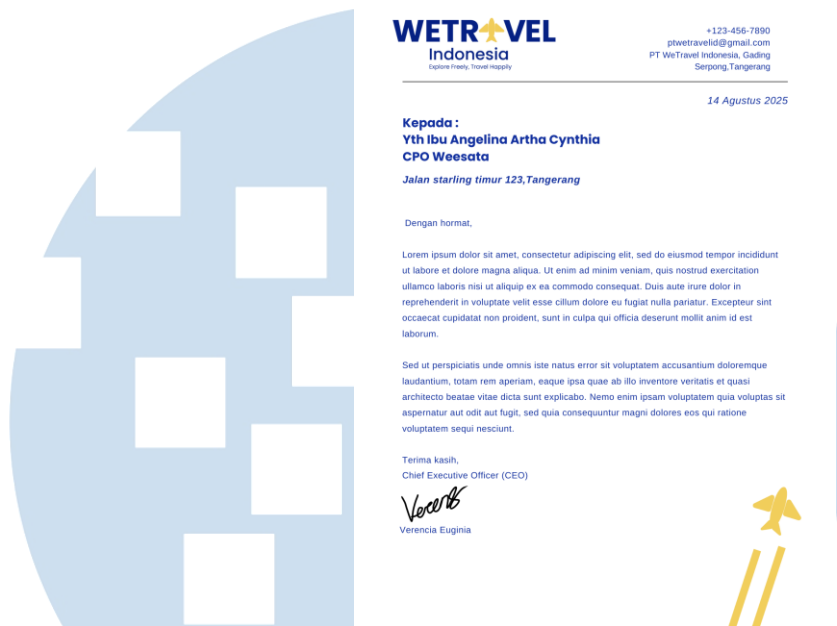 WETRAVEL
Indonesia
Explore Freely, Travel Happily
+123-456-7890
ptwetravelid@gmail.com
PT WeTravel Indonesia, Gading
Serpong,Tangerang
14 Agustus 2025
Kepada :
Yth Ibu Angelina Artha Cynthia
CPO Weesata
Jalan starling timur 123,Tangerang
Dengan hormat,
Lorem ipsum dolor sit amet, consectetur adipiscing elit, sed do eiusmod tempor incididunt
ut labore et dolore magna aliqua. Ut enim ad minim veniam, quis nostrud exercitation
ullamco laboris nisi ut aliquip ex ea commodo consequat. Duis aute irure dolor in
reprehenderit in voluptate velit esse cillum dolore eu fugiat nulla pariatur. Excepteur sint
occaecat cupidatat non proident, sunt in culpa qui officia deserunt mollit anim id est
laborum.
Sed ut perspiciatis unde omnis iste natus error sit voluptatem accusantium doloremque
laudantium, totam rem aperiam, eaque ipsa quae ab illo inventore veritatis et quasi
architecto beatae vitae dicta sunt explicabo. Nemo enim ipsam voluptatem quia voluptas sit
aspernatur aut odit aut fugit, sed quia consequuntur magni dolores eos qui ratione
voluptatem sequi nesciunt.
Terima kasih,
Chief Executive Officer (CEO)
Verencia Euginia